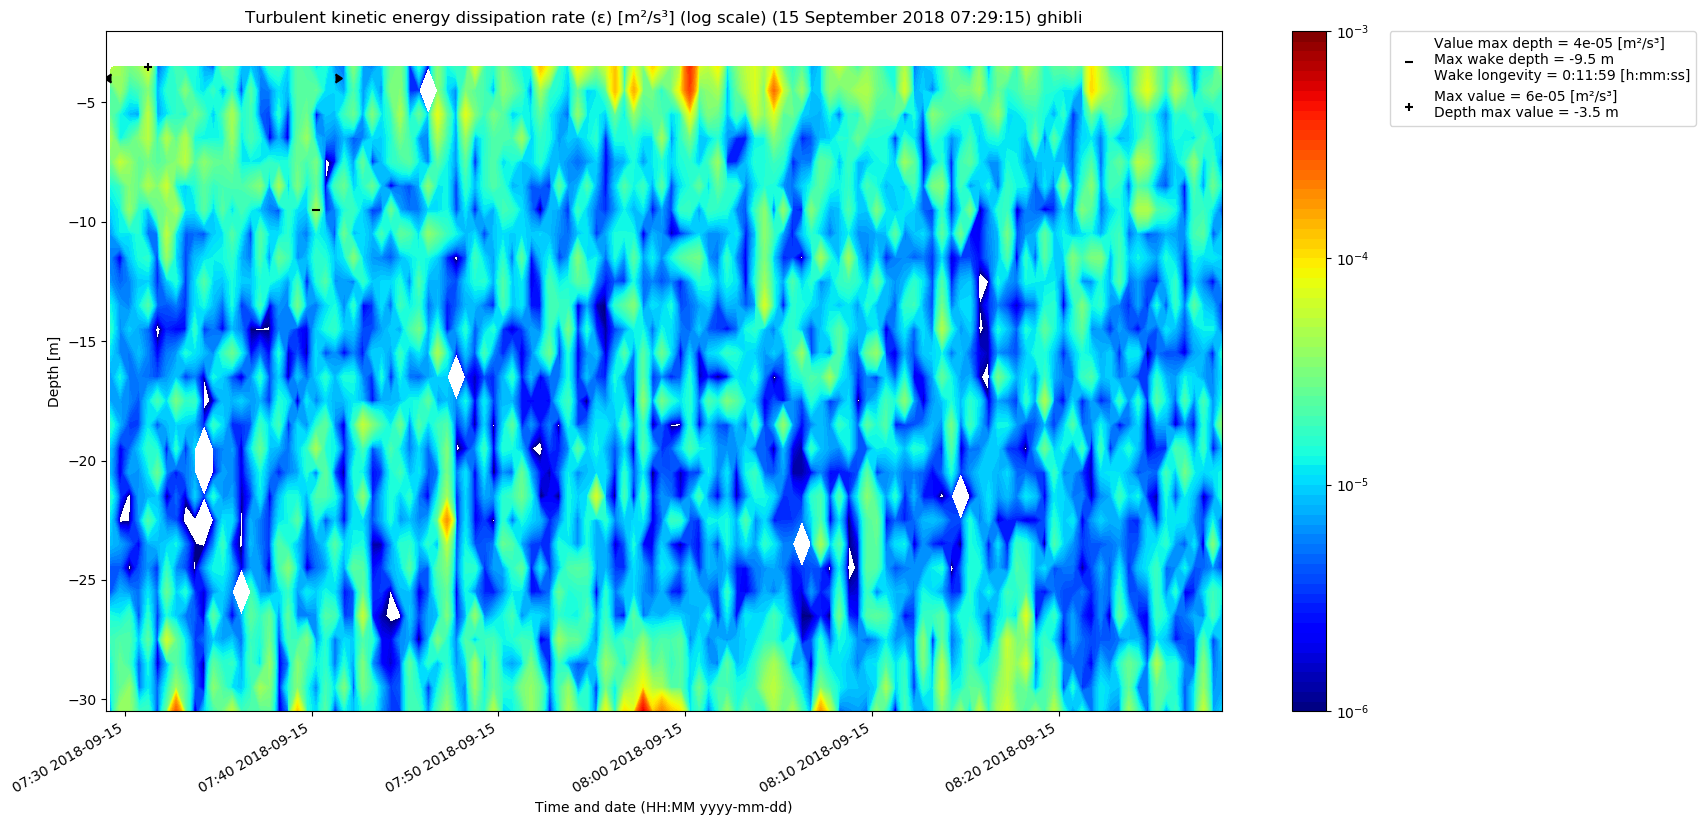 Turbulent kinetic energy dissipation rate (ε) [m²/s³] (log scale) (15 September 2018 07:29:15) ghibli
Value max depth = 4e-05 [m²/s³]
Max wake depth = -9.5 m
Wake longevity = 0:11:59 [h:mm:ss]
Max value = 6e-05 [m²/s³]
Depth max value = -3.5 m
Depth [m]
−5
−10
−15
−20
−25
−30
10⁻³
10⁻⁴
10⁻⁵
10⁻⁶
07:30 2018-09-15
07:40 2018-09-15
07:50 2018-09-15
08:00 2018-09-15
08:10 2018-09-15
08:20 2018-09-15
Time and date (HH:MM yyyy-mm-dd)